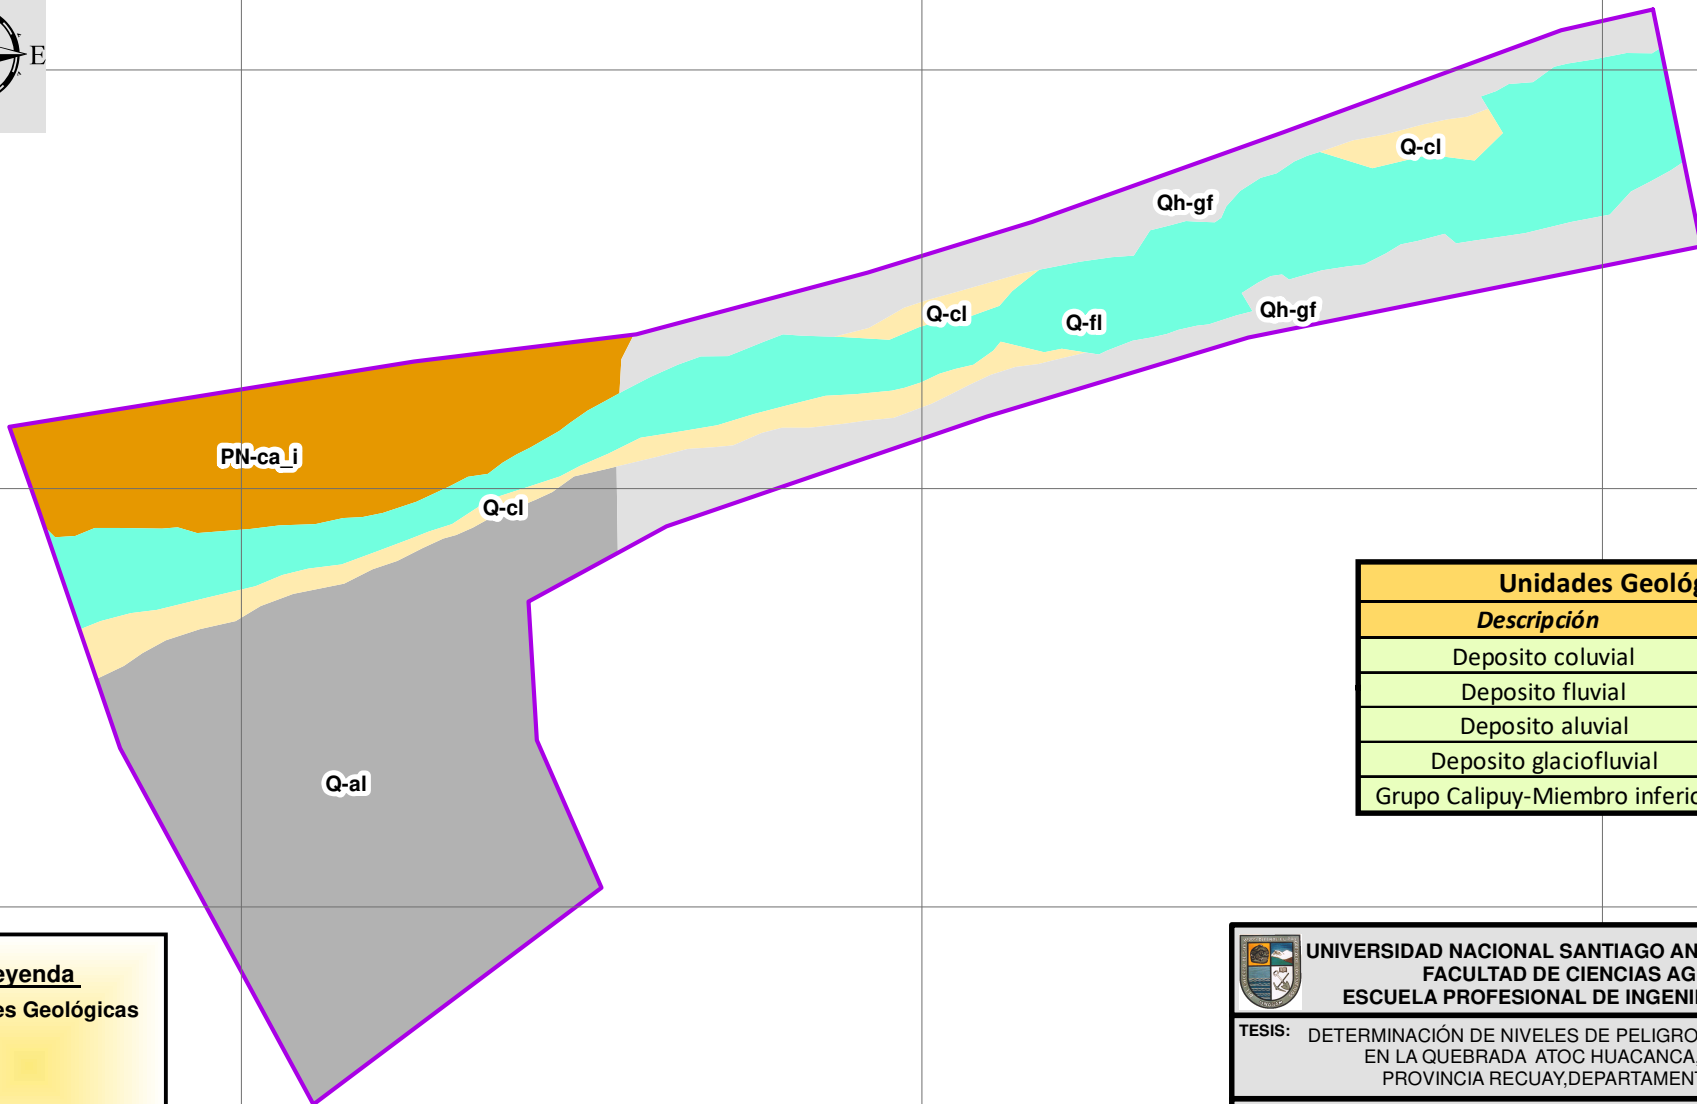 E
Q-cl
Qh-gf
Q-cl
Q-fl
Qh-gf
PN-ca_i
Q-cl
Q-al
Unidades Geológ
Descripción
Deposito coluvial
Deposito fluvial
Deposito aluvial
Deposito glaciofluvial
Grupo Calipuy-Miembro inferio
eyenda
es Geológicas
UNIVERSIDAD NACIONAL SANTIAGO AN
FACULTAD DE CIENCIAS AG
ESCUELA PROFESIONAL DE INGENI
TESIS: DETERMINACIÓN DE NIVELES DE PELIGRO
EN LA QUEBRADA ATOC HUACANCA,
PROVINCIA RECUAY,DEPARTAMENT